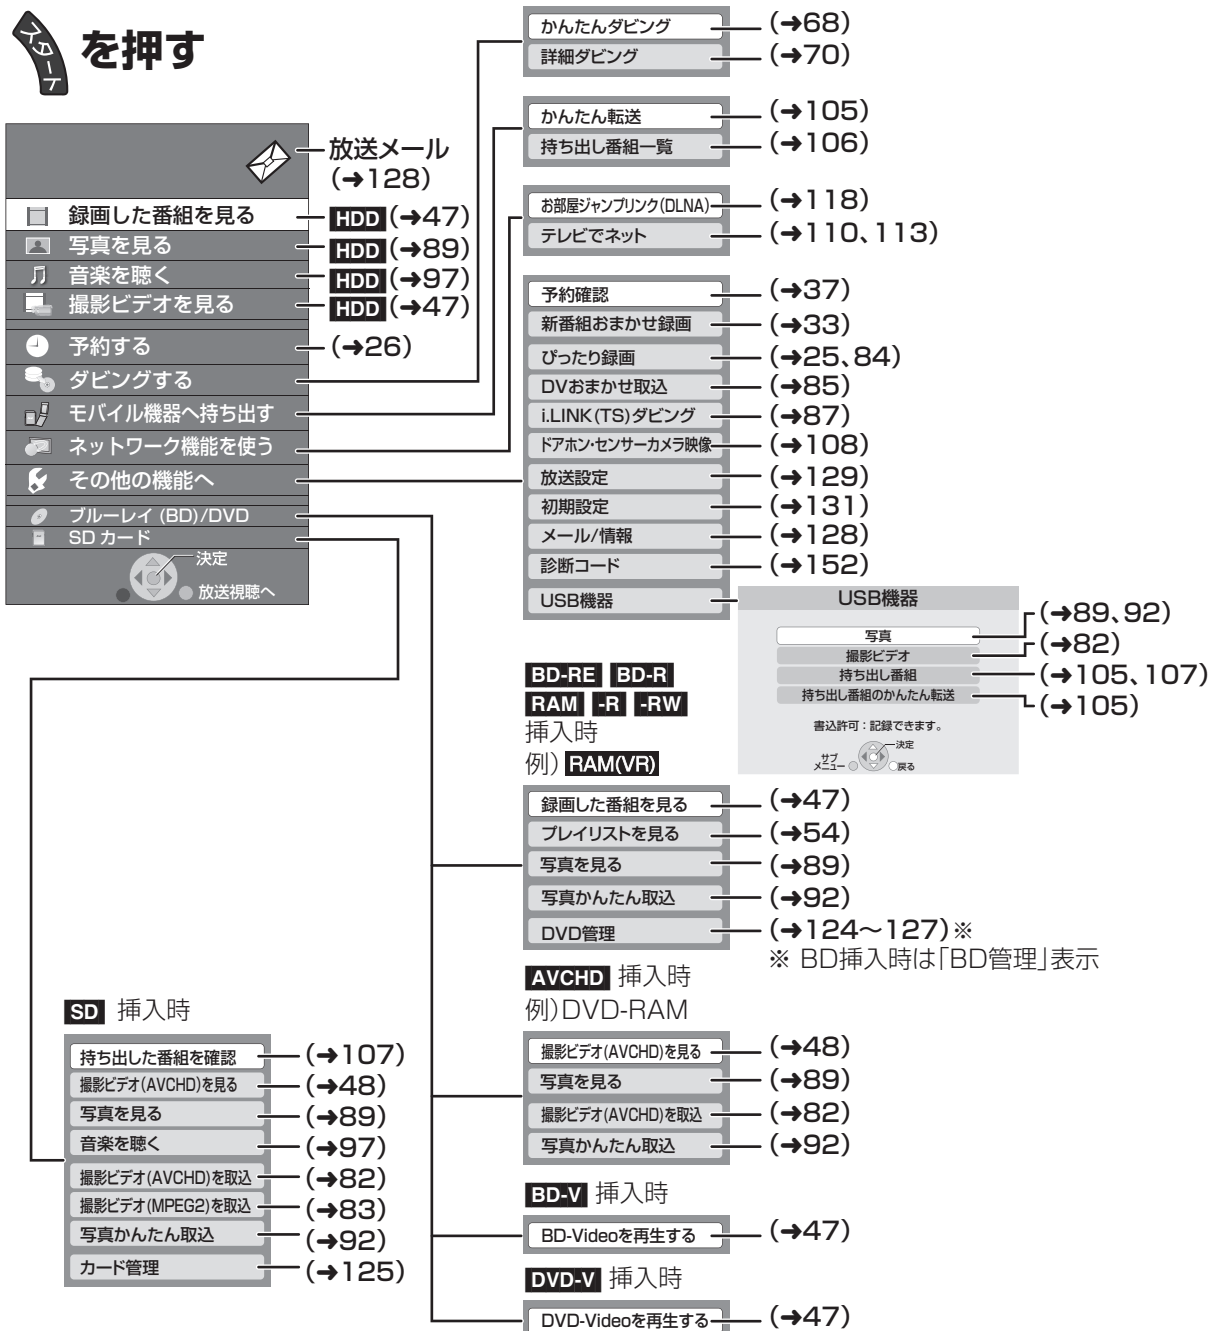 スタート を押す
放送メール
(➔128)
録画した番組を見る HDD (➔47)
写真を見る HDD (➔89)
音楽を聴く HDD (➔97)
撮影ビデオを見る HDD (➔47)
予約する (➔26)
ダビングする
モバイル機器へ持ち出す
ネットワーク機能を使う
その他の機能へ
ブルーレイ (BD)/DVD
SD カード
決定
放送視聴へ
かんたんダビング (➔68)
詳細ダビング (➔70)
かんたん転送 (➔105)
持ち出し番組一覧 (➔106)
お部屋ジャンプリンク(DLNA) (➔118)
テレビでネット (➔110、113)
予約確認 (➔37)
新番組おまかせ録画 (➔33)
ぴったり録画 (➔25、84)
DVおまかせ取込 (➔85)
i.LINK(TS)ダビング (➔87)
ドアホン・センサーカメラ映像 (➔108)
放送設定 (➔129)
初期設定 (➔131)
メール/情報 (➔128)
診断コード (➔152)
USB機器
USB機器
写真 (➔89、92)
撮影ビデオ (➔82)
持ち出し番組 (➔105、107)
持ち出し番組のかんたん転送 (➔105)
書込許可：記録できます。
決定
サブ
メニュー 戻る
BD-RE BD-R
RAM -R -RW
挿入時
例) RAM(VR)
録画した番組を見る (➔47)
プレイリストを見る (➔54)
写真を見る (➔89)
写真かんたん取込 (➔92)
DVD管理 (➔124～127)※
※ BD挿入時は「BD管理」表示
AVCHD 挿入時
例)DVD-RAM
撮影ビデオ(AVCHD)を見る (➔48)
写真を見る (➔89)
撮影ビデオ(AVCHD)を取込 (➔82)
写真かんたん取込 (➔92)
BD-V 挿入時
BD-Videoを再生する (➔47)
DVD-V 挿入時
DVD-Videoを再生する (➔47)
SD 挿入時
持ち出した番組を確認 (➔107)
撮影ビデオ(AVCHD)を見る (➔48)
写真を見る (➔89)
音楽を聴く (➔97)
撮影ビデオ(AVCHD)を取込 (➔82)
撮影ビデオ(MPEG2)を取込 (➔83)
写真かんたん取込 (➔92)
カード管理 (➔125)